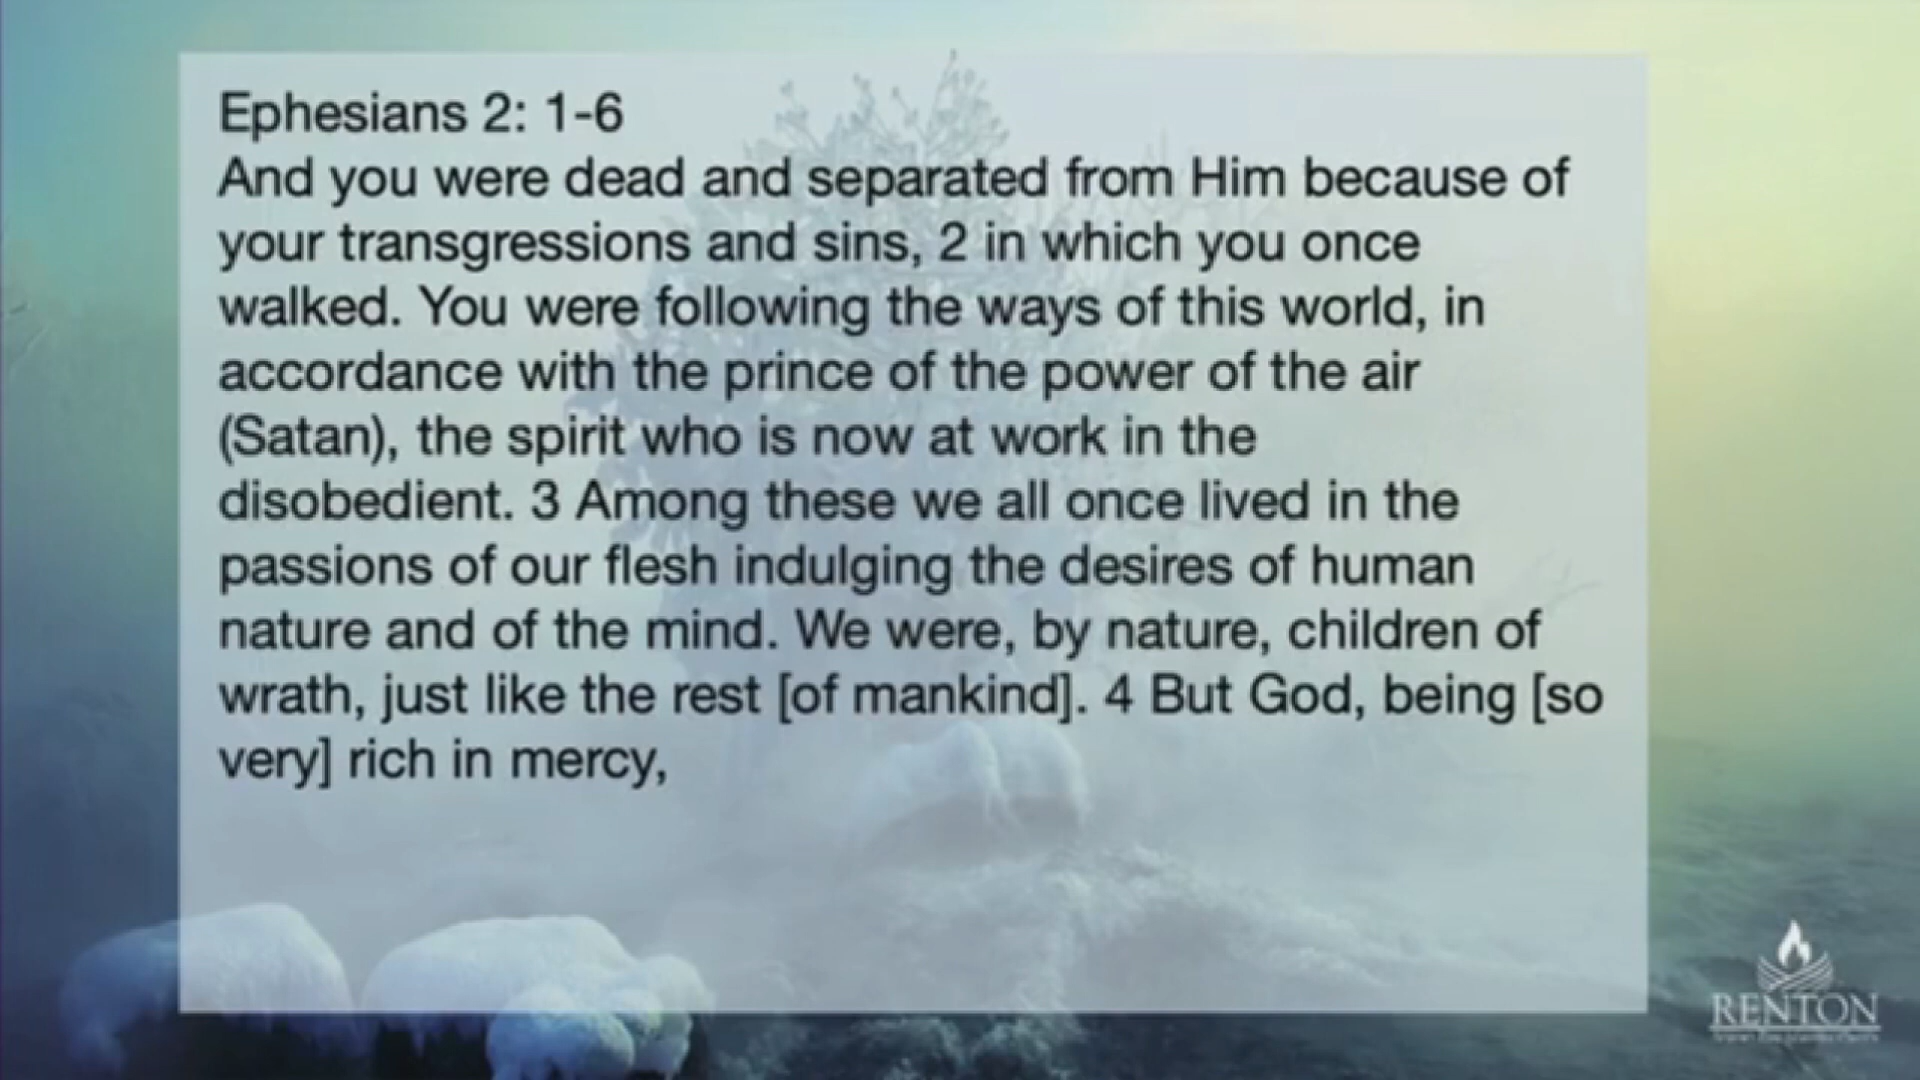 Ephesians 2: 1-6
And you were dead and separated from Him because of
your transgressions and sins, 2 in which you once
walked. You were following the ways of this world, in
accordance with the prince of the power of the air
(Satan), the spirit who is now at work in the
disobedient. 3 Among these we all once lived in the
passions of our flesh indulging the desires of human
nature and of the mind. We were, by nature, children of
wrath, just like the rest [of mankind]. 4 But God, being [so
very] rich in mercy,
RENTON